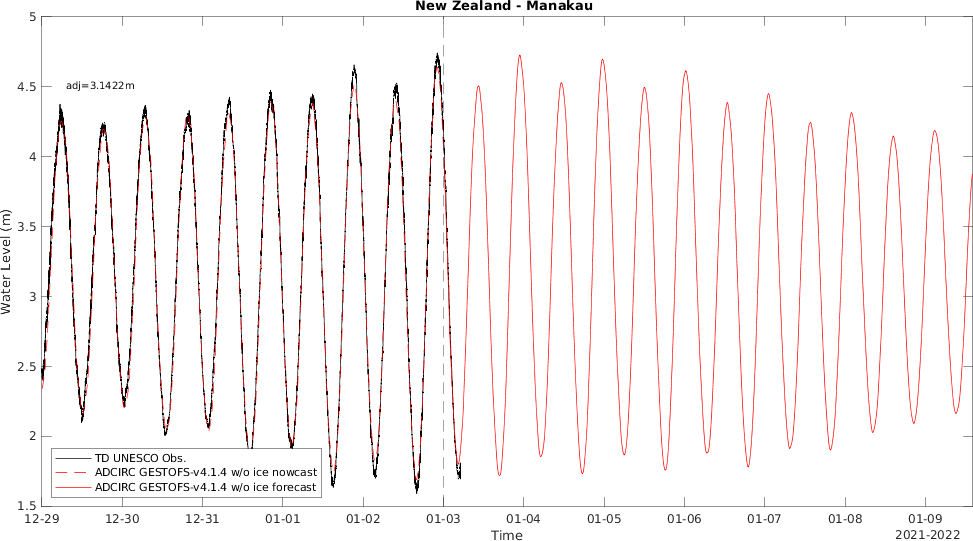 New Zealand - Manakau
5
4.5
4
3.5
3
2.5
2
1.5
Water Level (m)
adj=3.1422m
TD UNESCO Obs.
ADCIRC GESTOFS-v4.1.4 w/o ice nowcast
ADCIRC GESTOFS-v4.1.4 w/o ice forecast
12-29 12-30 12-31 01-01 01-02 01-03 01-04 01-05 01-06 01-07 01-08 01-09
Time
2021-2022